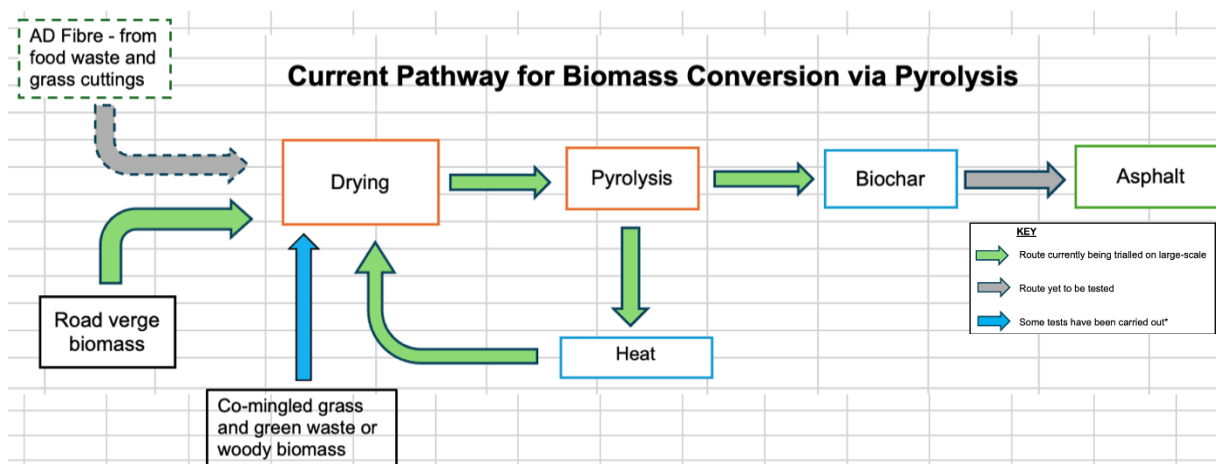 AD Fibre - from
food waste and
grass cuttings
Current Pathway for Biomass Conversion via Pyrolysis
Drying
Pyrolysis
Biochar
Asphalt
KEY
Route currently being trialled on large-scale
Route yet to be tested
Some tests have been carried out*
Road verge
biomass
Heat
Co-mingled grass
and green waste or
woody biomass